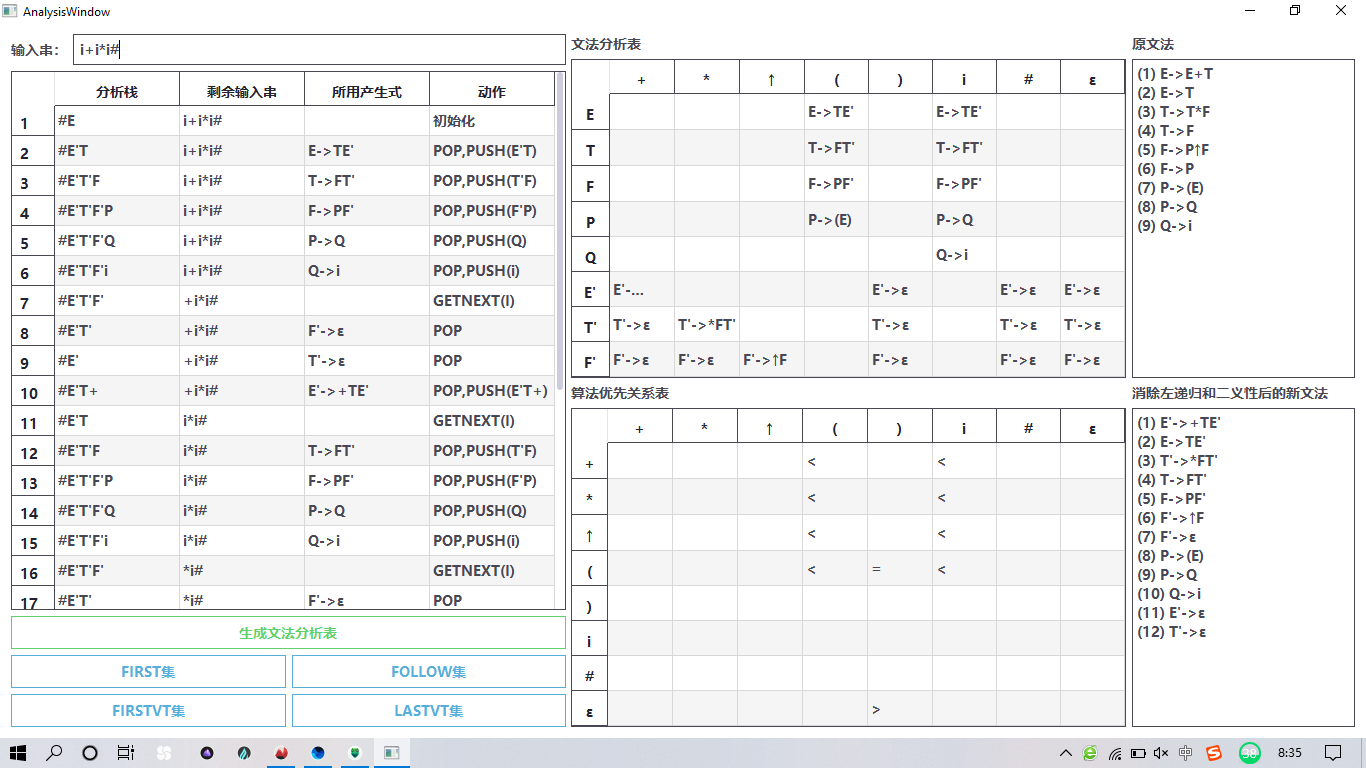 AnalysisWindow
输入串： i+i*i#
分析栈 剩余输入串 所用产生式 动作
1 #E i+i*i# 初始化
2 #E'T i+i*i# E->TE' POP,PUSH(E'T)
3 #E'T'F i+i*i# T->FT' POP,PUSH(T'F)
4 #E'T'F'P i+i*i# F->PF' POP,PUSH(F'P)
5 #E'T'F'Q i+i*i# P->Q POP,PUSH(Q)
6 #E'T'F'i i+i*i# Q->i POP,PUSH(i)
7 #E'T'F' +i*i# GETNEXT(I)
8 #E'T' +i*i# F'->ε POP
9 #E' +i*i# T'->ε POP
10 #E'T+ +i*i# E'->+TE' POP,PUSH(E'T+)
11 #E'T i*i# GETNEXT(I)
12 #E'T'F i*i# T->FT' POP,PUSH(T'F)
13 #E'T'F'P i*i# F->PF' POP,PUSH(F'P)
14 #E'T'F'Q i*i# P->Q POP,PUSH(Q)
15 #E'T'F'i i*i# Q->i POP,PUSH(i)
16 #E'T'F' *i# GETNEXT(I)
17 #E'T' *i# F'->ε POP
生成文法分析表
FIRST集 FOLLOW集
FIRSTVT集 LASTVT集
文法分析表
+ * ↑ ( ) i # ε
E E->TE' E->TE'
T T->FT' T->FT'
F F->PF' F->PF'
P P->(E) P->Q
Q Q->i
E' E'-... E'->ε E'->ε E'->ε
T' T'->ε T'->*FT' T'->ε T'->ε T'->ε
F' F'->ε F'->ε F'->↑F F'->ε F'->ε F'->ε
算法优先关系表
+ * ↑ ( ) i # ε
+ < <
* < <
↑ < <
( < = <
)
i
#
ε >
原文法
(1) E->E+T
(2) E->T
(3) T->T*F
(4) T->F
(5) F->P↑F
(6) F->P
(7) P->(E)
(8) P->Q
(9) Q->i
消除左递归和二义性后的新文法
(1) E'->+TE'
(2) E->TE'
(3) T'->*FT'
(4) T->FT'
(5) F->PF'
(6) F'->↑F
(7) F'->ε
(8) P->(E)
(9) P->Q
(10) Q->i
(11) E'->ε
(12) T'->ε
中 38 8:35